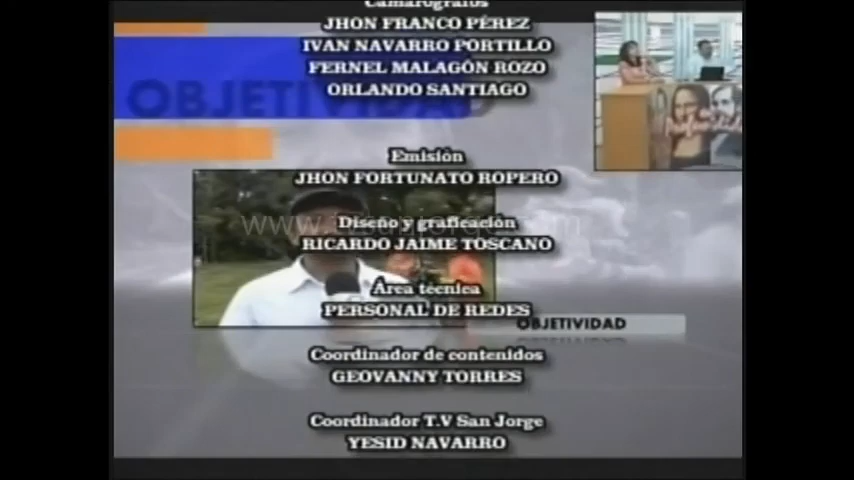 Camarógrafos
JHON FRANCO PÉREZ
IVAN NAVARRO PORTILLO
FERNEL MALAGÓN ROZO
ORLANDO SANTIAGO
OBJETIVIDAD
Emisión
JHON FORTUNATO ROPERO
Diseño y graficación
RICARDO JAIME TOSCANO
Área técnica
PERSONAL DE REDES
OBJETIVIDAD
Coordinador de contenidos
GEOVANNY TORRES
Coordinador T.V San Jorge
YESID NAVARRO